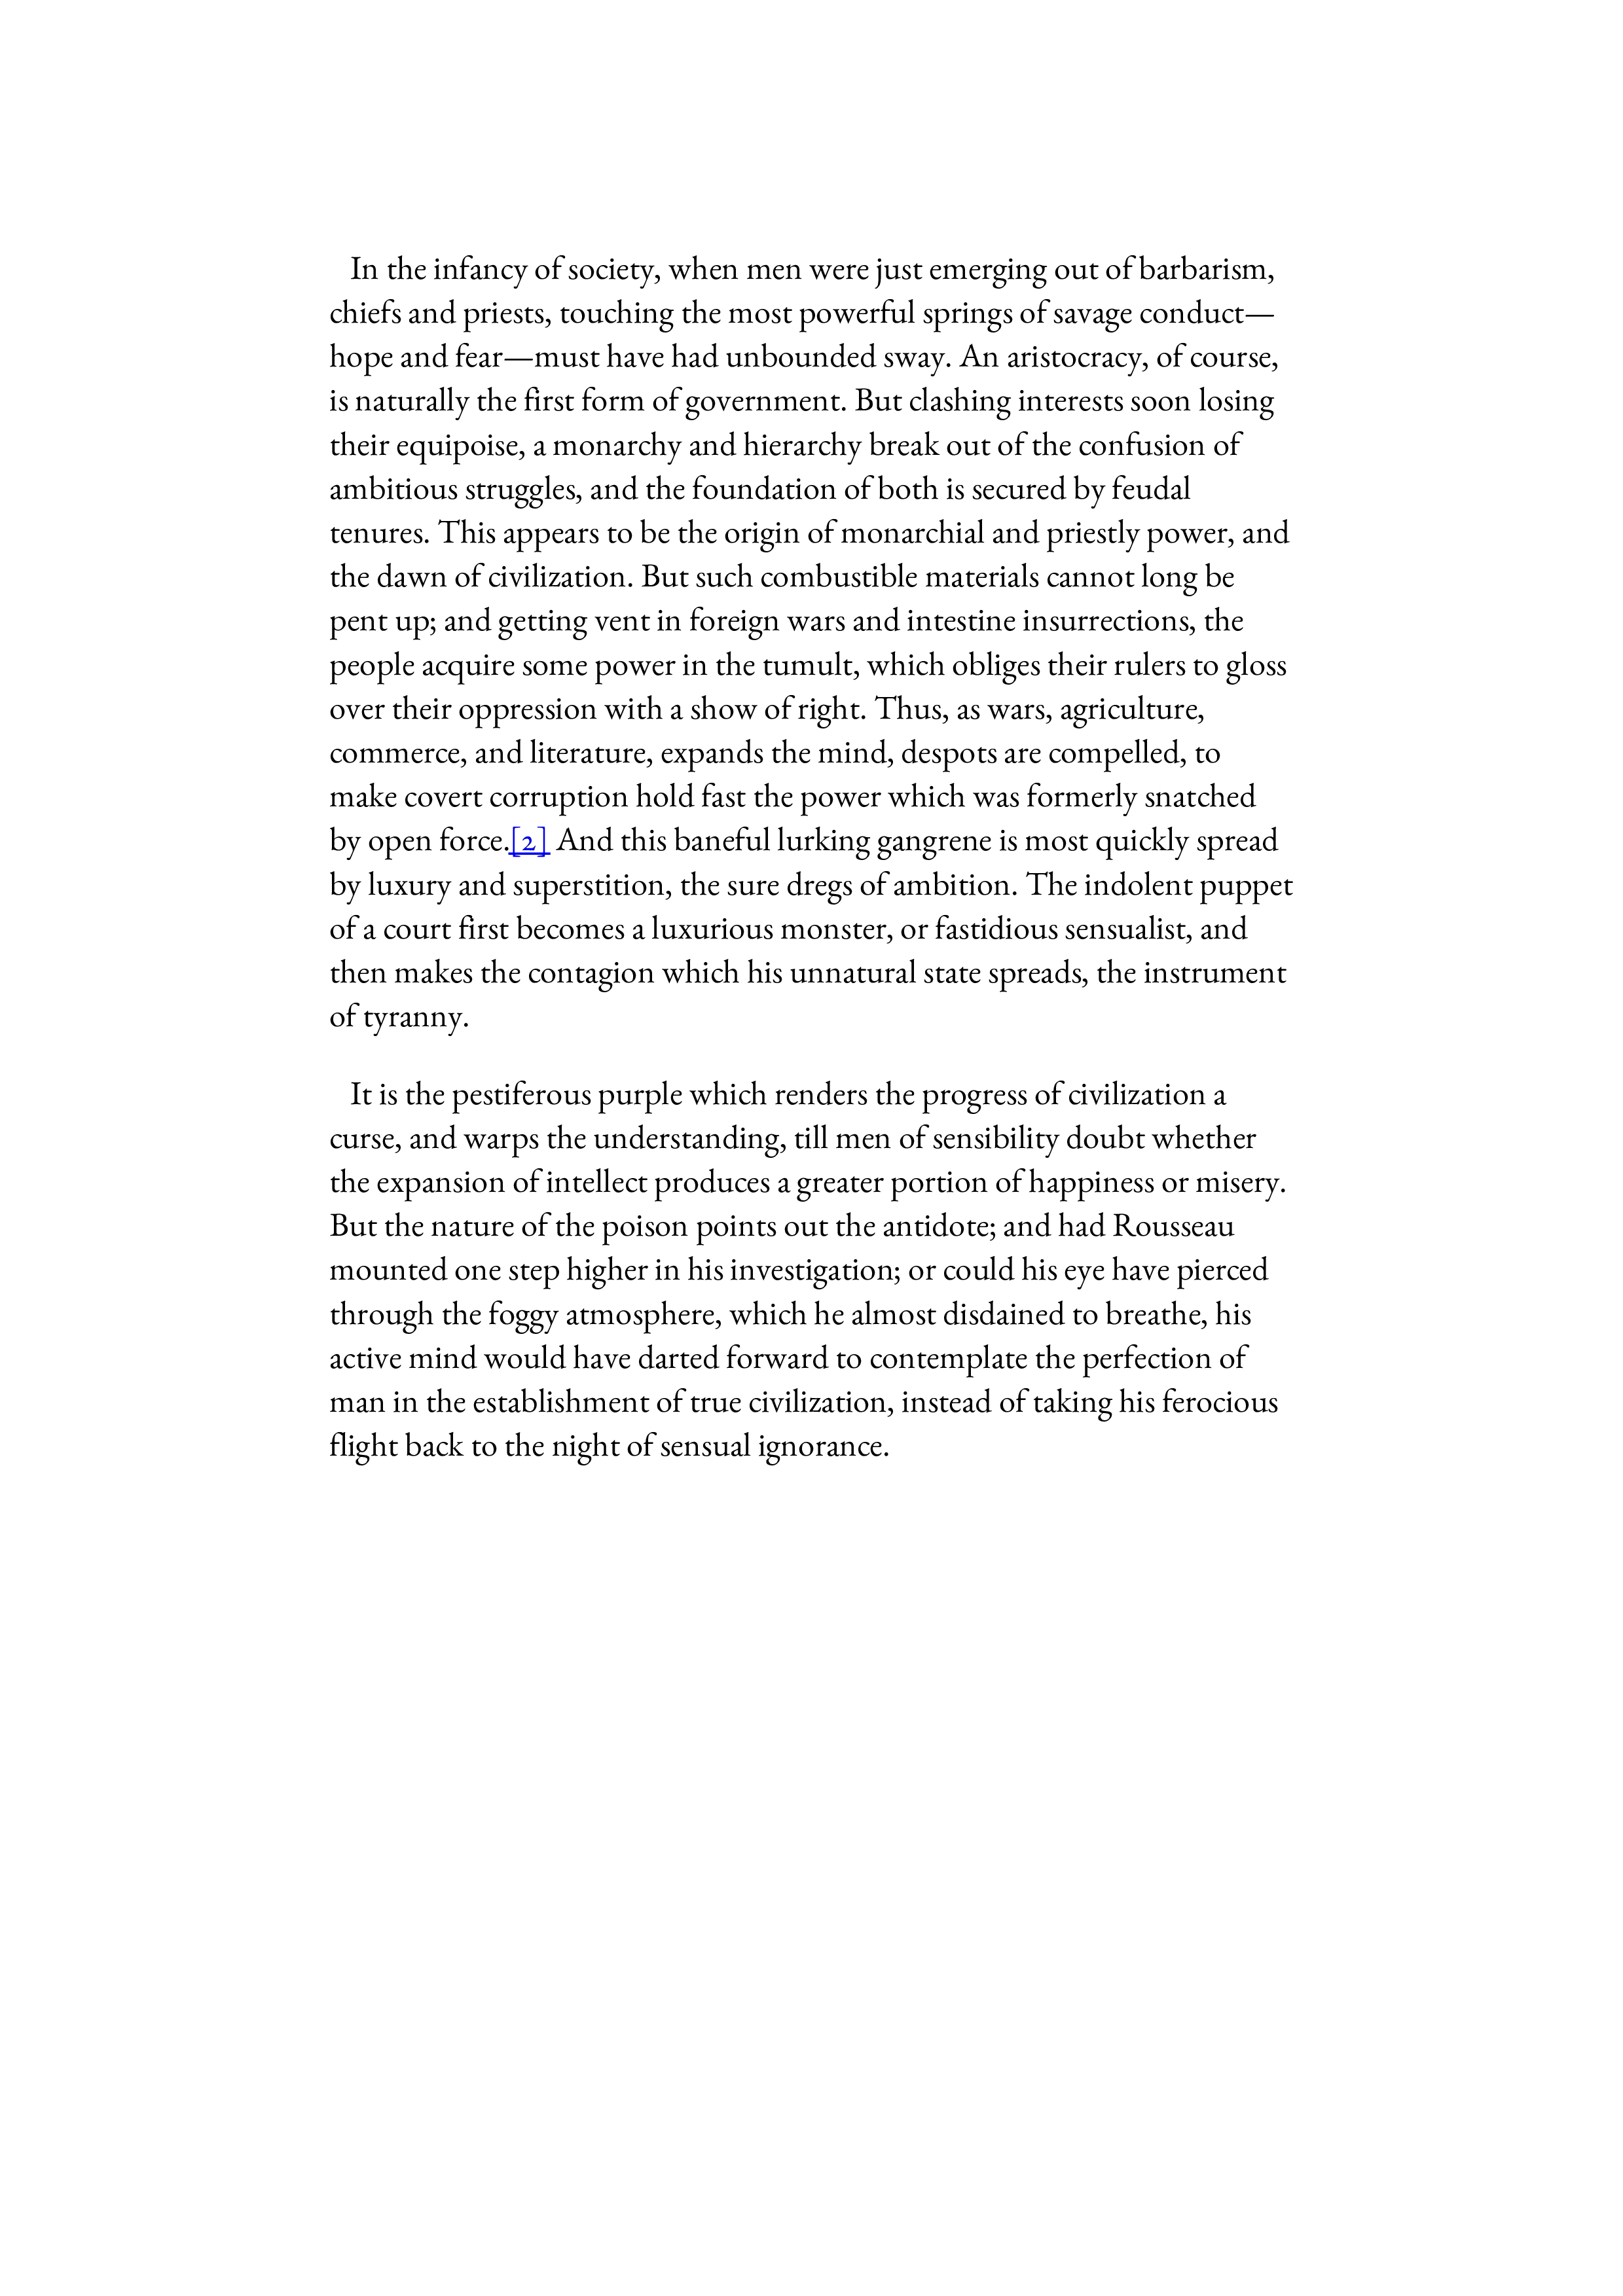 In the infancy of society, when men were just emerging out of barbarism,
chiefs and priests, touching the most powerful springs of savage conduct—
hope and fear—must have had unbounded sway. An aristocracy, of course,
is naturally the first form of government. But clashing interests soon losing
their equipoise, a monarchy and hierarchy break out of the confusion of
ambitious struggles, and the foundation of both is secured by feudal
tenures. This appears to be the origin of monarchial and priestly power, and
the dawn of civilization. But such combustible materials cannot long be
pent up; and getting vent in foreign wars and intestine insurrections, the
people acquire some power in the tumult, which obliges their rulers to gloss
over their oppression with a show of right. Thus, as wars, agriculture,
commerce, and literature, expands the mind, despots are compelled, to
make covert corruption hold fast the power which was formerly snatched
by open force.[2] And this baneful lurking gangrene is most quickly spread
by luxury and superstition, the sure dregs of ambition. The indolent puppet
of a court first becomes a luxurious monster, or fastidious sensualist, and
then makes the contagion which his unnatural state spreads, the instrument
of tyranny.
It is the pestiferous purple which renders the progress of civilization a
curse, and warps the understanding, till men of sensibility doubt whether
the expansion of intellect produces a greater portion of happiness or misery.
But the nature of the poison points out the antidote; and had Rousseau
mounted one step higher in his investigation; or could his eye have pierced
through the foggy atmosphere, which he almost disdained to breathe, his
active mind would have darted forward to contemplate the perfection of
man in the establishment of true civilization, instead of taking his ferocious
flight back to the night of sensual ignorance.